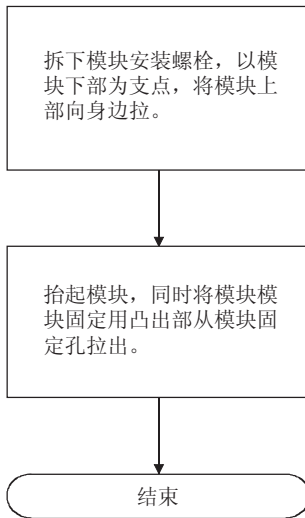 拆下模块安装螺栓，以模
块下部为支点，将模块上
部向身边拉。
抬起模块，同时将模块模
块固定用凸出部从模块固
定孔拉出。
结束